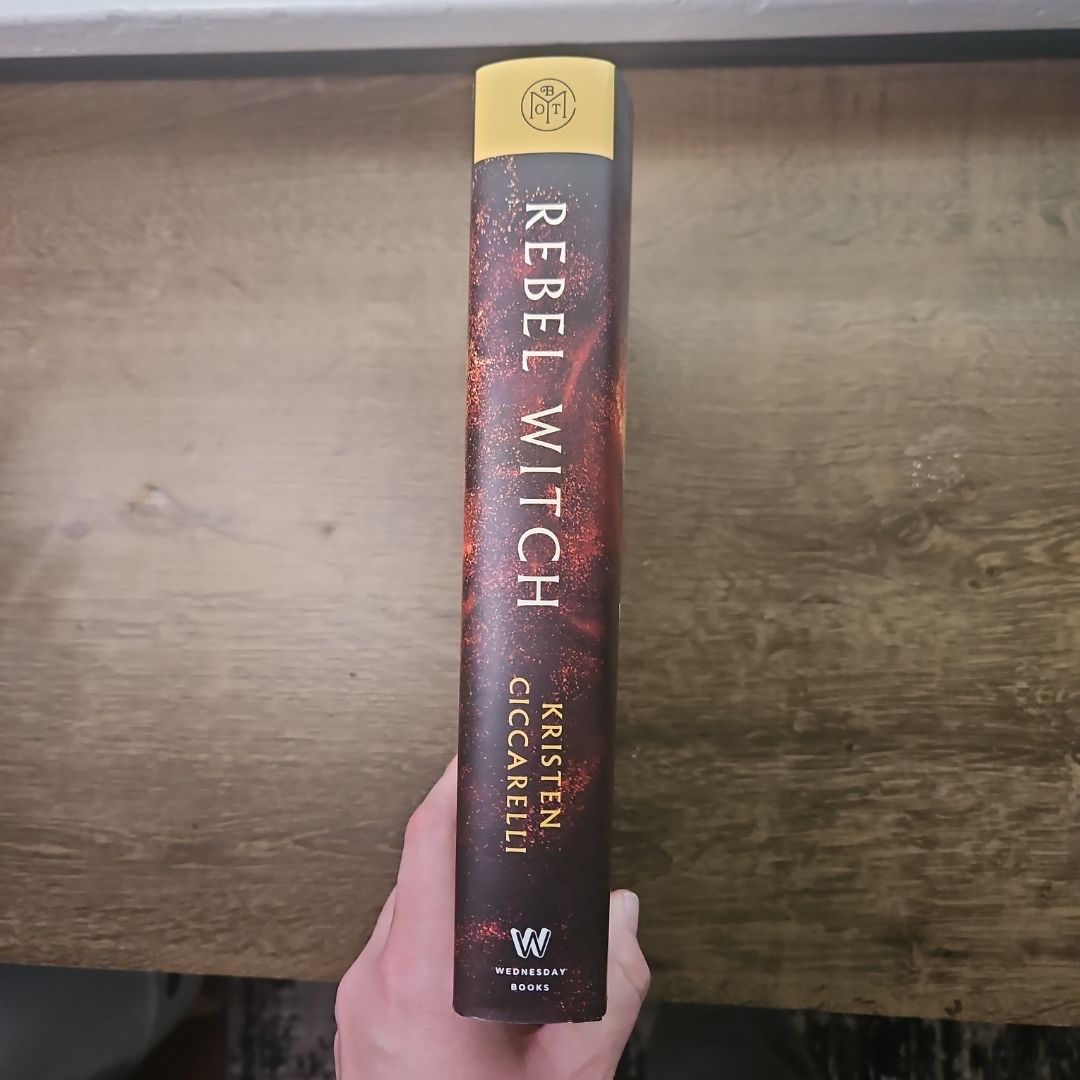 BOTM
REBEL WITCH
KRISTEN
CICCARELLI
W
WEDNESDAY
BOOKS